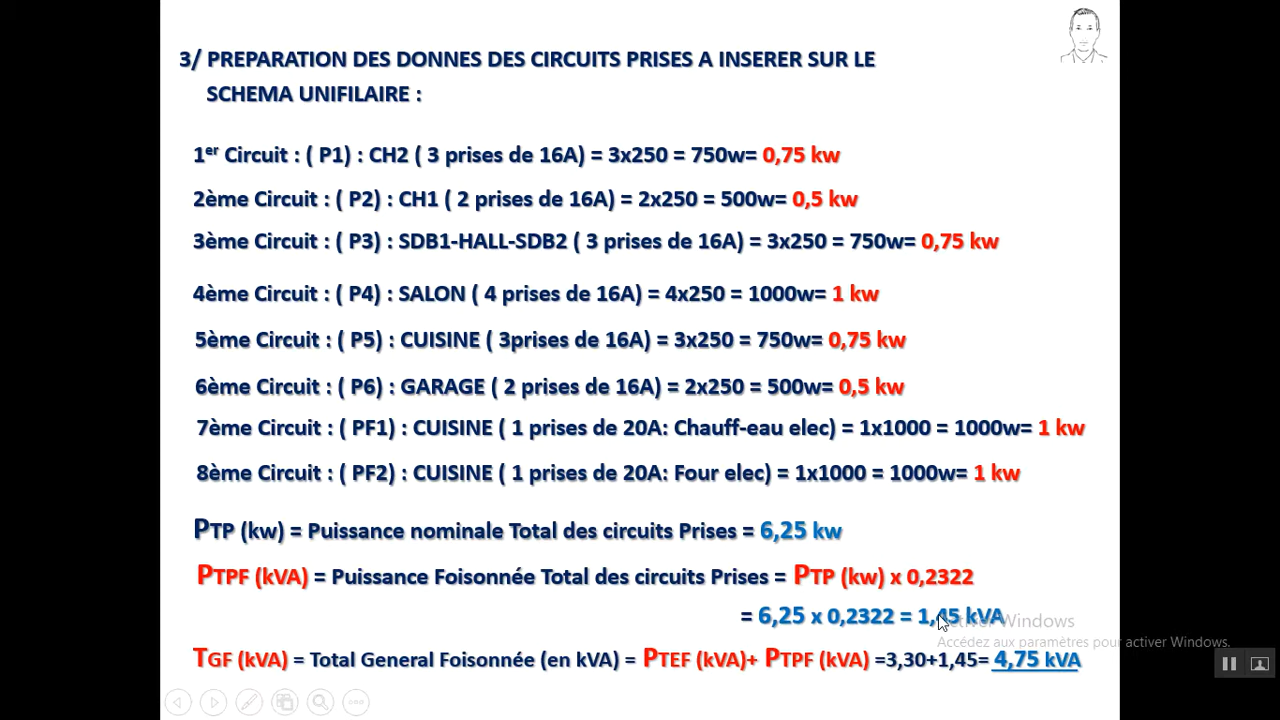 3/ PREPARATION DES DONNES DES CIRCUITS PRISES A INSERER SUR LE
SCHEMA UNIFILAIRE :
1er Circuit : ( P1) : CH2 ( 3 prises de 16A) = 3x250 = 750w= 0,75 kw
2ème Circuit : ( P2) : CH1 ( 2 prises de 16A) = 2x250 = 500w= 0,5 kw
3ème Circuit : ( P3) : SDB1-HALL-SDB2 ( 3 prises de 16A) = 3x250 = 750w= 0,75 kw
4ème Circuit : ( P4) : SALON ( 4 prises de 16A) = 4x250 = 1000w= 1 kw
5ème Circuit : ( P5) : CUISINE ( 3prises de 16A) = 3x250 = 750w= 0,75 kw
6ème Circuit : ( P6) : GARAGE ( 2 prises de 16A) = 2x250 = 500w= 0,5 kw
7ème Circuit : ( PF1) : CUISINE ( 1 prises de 20A: Chauff-eau elec) = 1x1000 = 1000w= 1 kw
8ème Circuit : ( PF2) : CUISINE ( 1 prises de 20A: Four elec) = 1x1000 = 1000w= 1 kw
PTP (kw) = Puissance nominale Total des circuits Prises = 6,25 kw
PTPF (kVA) = Puissance Foisonnée Total des circuits Prises = PTP (kw) x 0,2322
= 6,25 x 0,2322 = 1,45 kVA
Activer Windows
Accédez aux paramètres pour activer Windows.
TGF (kVA) = Total General Foisonnée (en kVA) = PTEF (kVA)+ PTPF (kVA) =3,30+1,45= 4,75 kVA